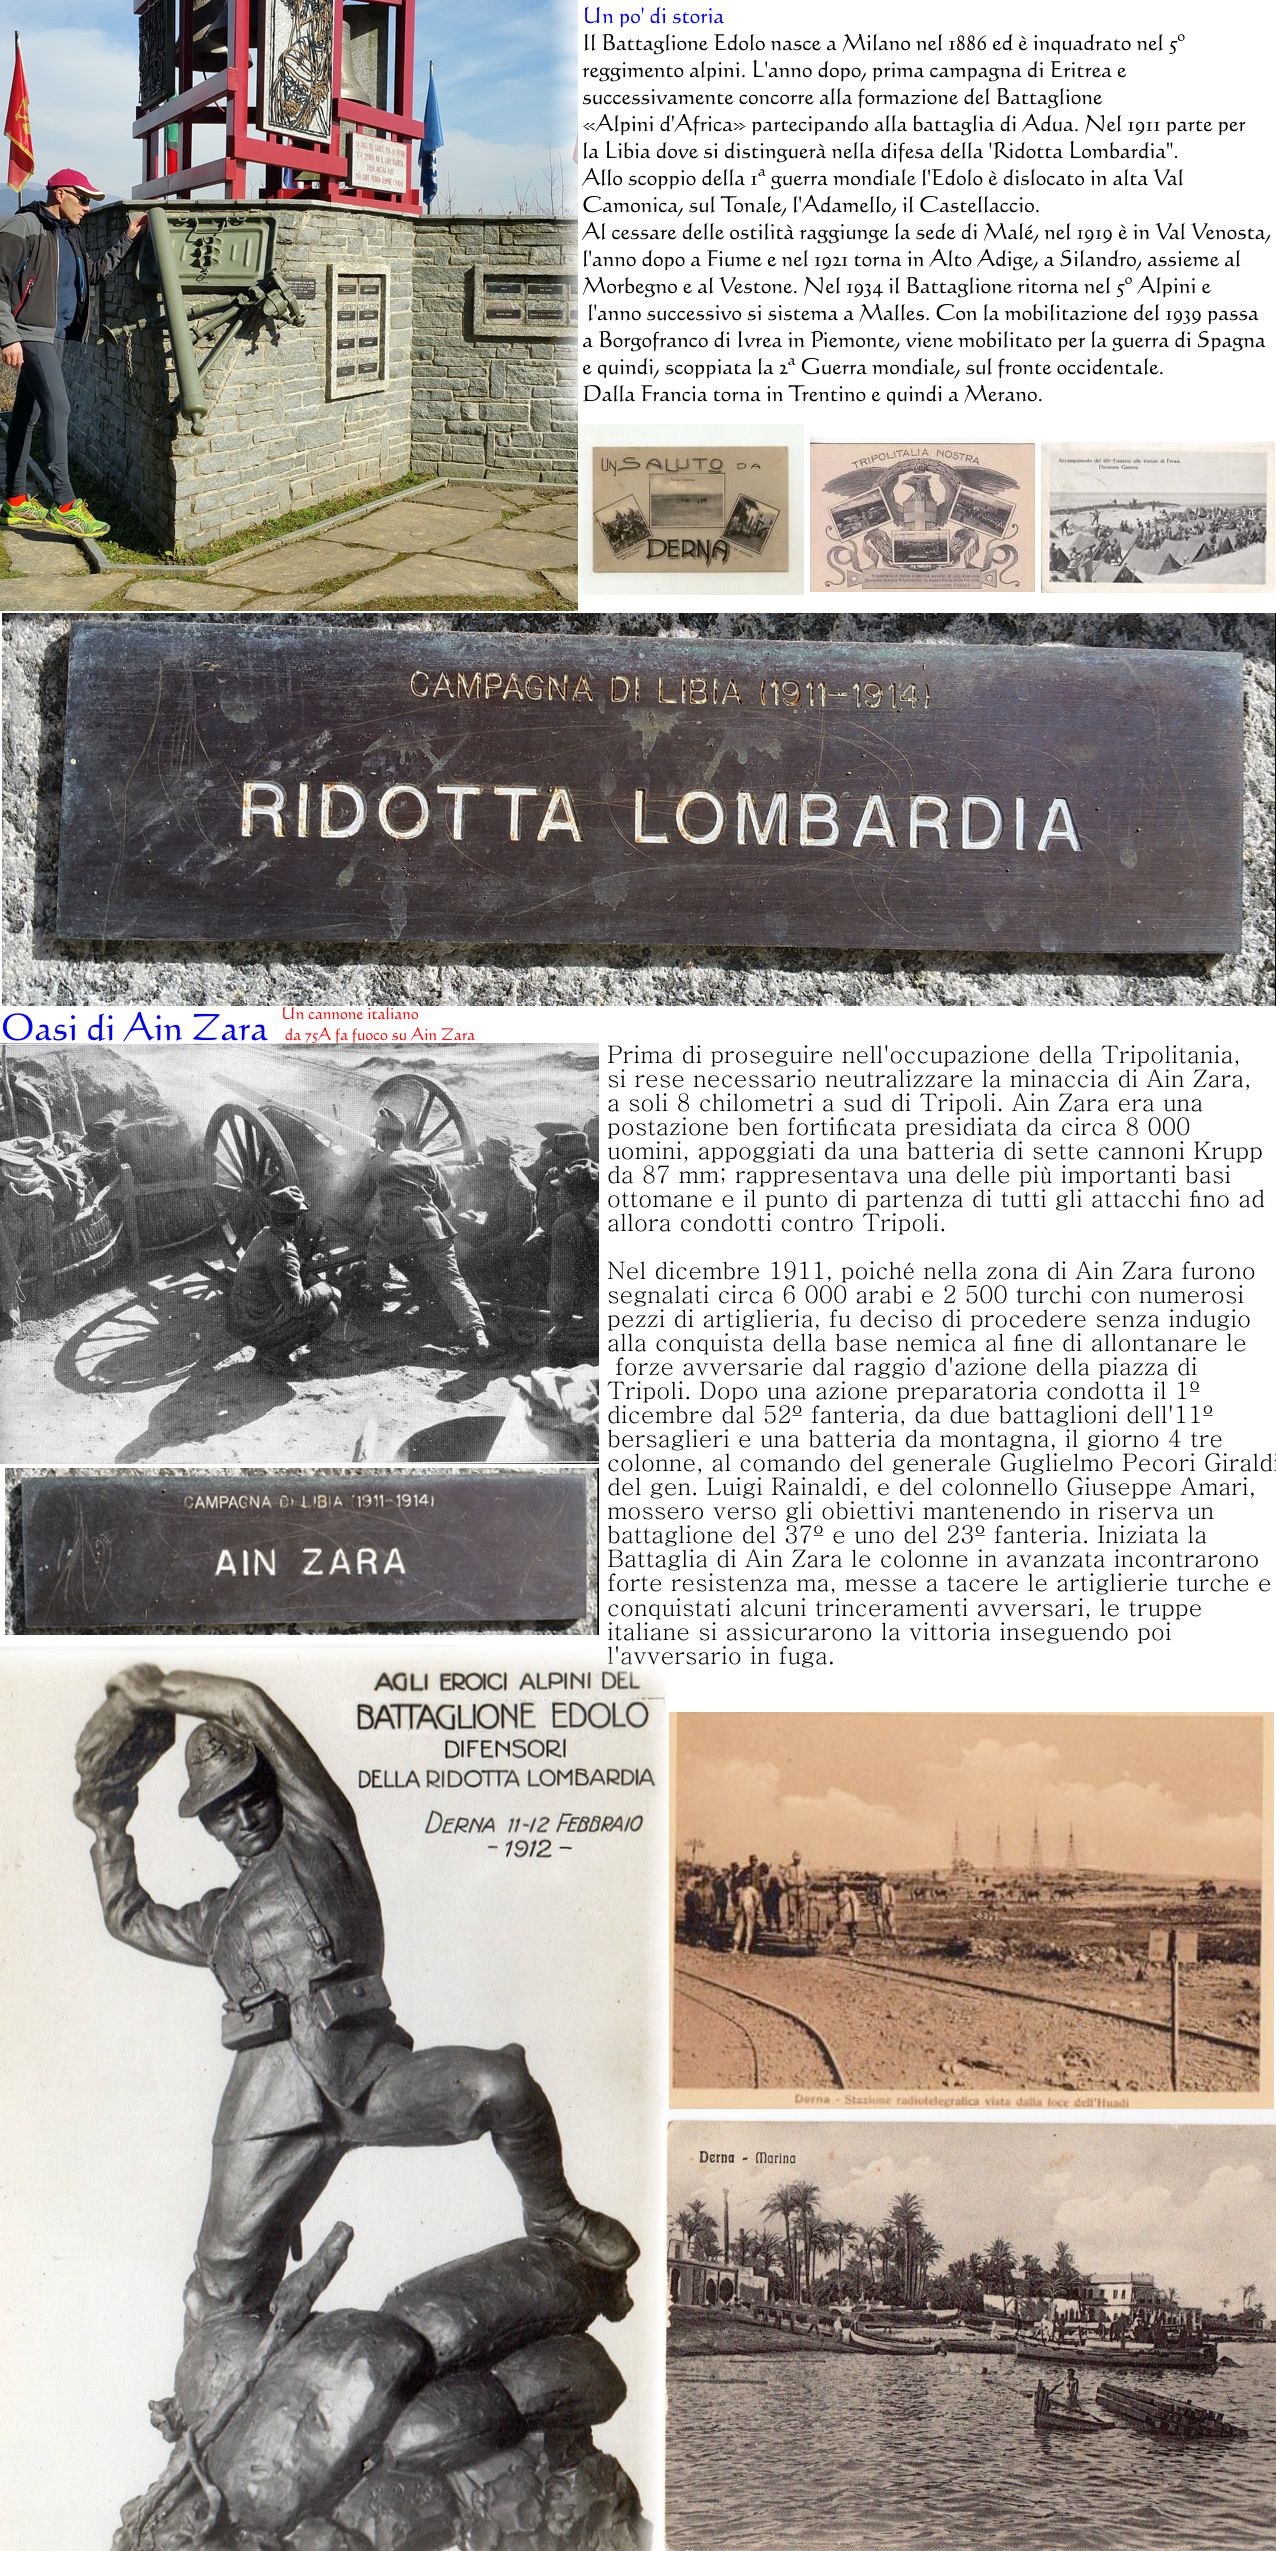 Un po' di storia
Il Battaglione Edolo nasce a Milano nel 1886 ed è inquadrato nel 5º
reggimento alpini. L'anno dopo, prima campagna di Eritrea e
successivamente concorre alla formazione del Battaglione
«Alpini d'Africa» partecipando alla battaglia di Adua. Nel 1911 parte per
la Libia dove si distinguerà nella difesa della 'Ridotta Lombardia".
Allo scoppio della 1ª guerra mondiale l'Edolo è dislocato in alta Val
Camonica, sul Tonale, l'Adamello, il Castellaccio.
Al cessare delle ostilità raggiunge la sede di Malé, nel 1919 è in Val Venosta,
l'anno dopo a Fiume e nel 1921 torna in Alto Adige, a Silandro, assieme al
Morbegno e al Vestone. Nel 1934 il Battaglione ritorna nel 5º Alpini e
l'anno successivo si sistema a Malles. Con la mobilitazione del 1939 passa
a Borgofranco di Ivrea in Piemonte, viene mobilitato per la guerra di Spagna
e quindi, scoppiata la 2ª Guerra mondiale, sul fronte occidentale.
Dalla Francia torna in Trentino e quindi a Merano.
UN SALUTO DA
DERNA
TRIPOLITALIA NOSTRA
CAMPAGNA DI LIBIA (1911-1914)
RIDOTTA LOMBARDIA
Oasi di Ain Zara
Un cannone italiano
da 75A fa fuoco su Ain Zara
Prima di proseguire nell'occupazione della Tripolitania,
si rese necessario neutralizzare la minaccia di Ain Zara,
a soli 8 chilometri a sud di Tripoli. Ain Zara era una
postazione ben fortificata presidiata da circa 8 000
uomini, appoggiati da una batteria di sette cannoni Krupp
da 87 mm; rappresentava una delle più importanti basi
ottomane e il punto di partenza di tutti gli attacchi fino ad
allora condotti contro Tripoli.
Nel dicembre 1911, poiché nella zona di Ain Zara furono
segnalati circa 6 000 arabi e 2 500 turchi con numerosi
pezzi di artiglieria, fu deciso di procedere senza indugio
alla conquista della base nemica al fine di allontanare le
forze avversarie dal raggio d'azione della piazza di
Tripoli. Dopo una azione preparatoria condotta il 1º
dicembre dal 52º fanteria, da due battaglioni dell'11º
bersaglieri e una batteria da montagna, il giorno 4 tre
colonne, al comando del generale Guglielmo Pecori Giraldi
del gen. Luigi Rainaldi, e del colonnello Giuseppe Amari,
mossero verso gli obiettivi mantenendo in riserva un
battaglione del 37º e uno del 23º fanteria. Iniziata la
Battaglia di Ain Zara le colonne in avanzata incontrarono
forte resistenza ma, messe a tacere le artiglierie turche e
conquistati alcuni trinceramenti avversari, le truppe
italiane si assicurarono la vittoria inseguendo poi
l'avversario in fuga.
CAMPAGNA DI LIBIA (1911-1914)
AIN ZARA
AGLI EROICI ALPINI DEL
BATTAGLIONE EDOLO
DIFENSORI
DELLA RIDOTTA LOMBARDIA
DERNA 11-12 FEBBRAIO
- 1912 -
Derna - Stazione radiotelegrafica vista dalla foce dell'Huadi
Derna - Marina